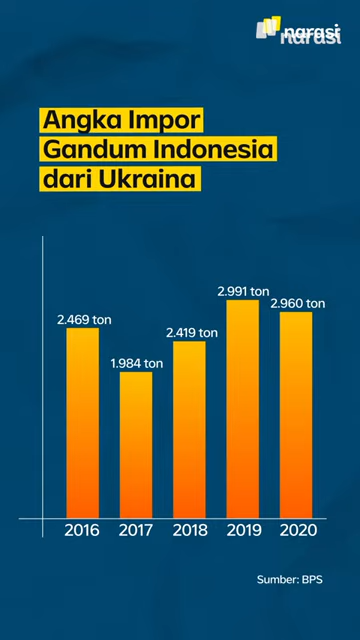 narasi
narasi
Angka Impor
Gandum Indonesia
dari Ukraina
2.469 ton
1.984 ton
2.419 ton
2.991 ton
2.960 ton
2016 2017 2018 2019 2020
Sumber: BPS